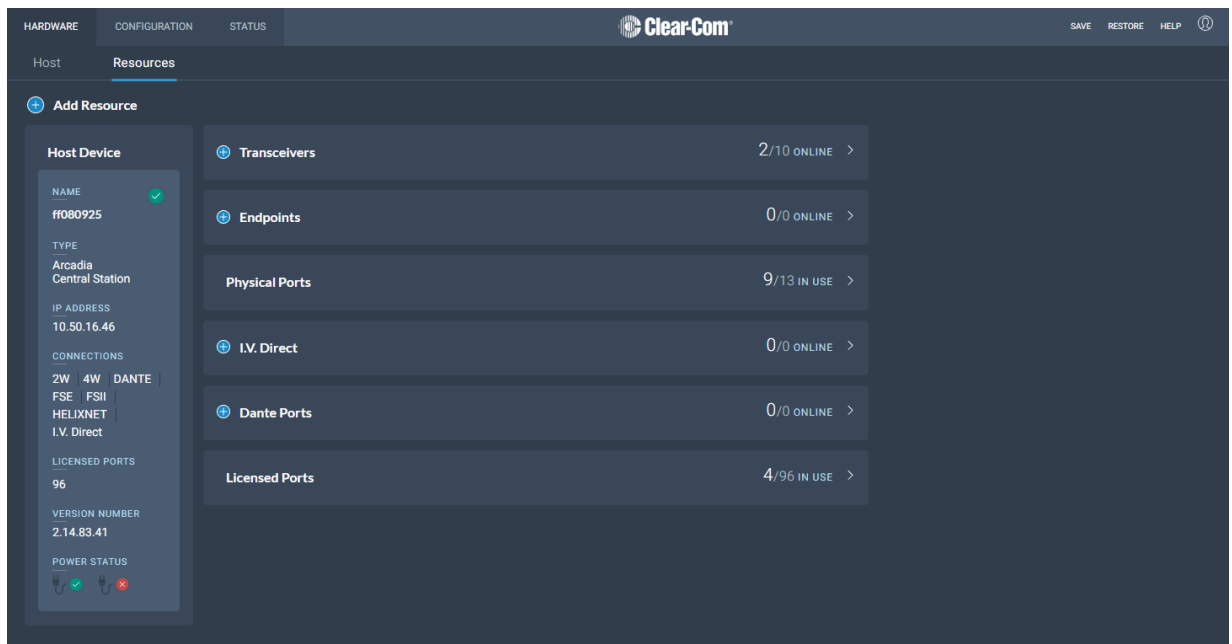 HARDWARE CONFIGURATION STATUS Clear-Com® SAVE RESTORE HELP
Host Resources
Add Resource
Host Device
NAME
ff080925
TYPE
Arcadia
Central Station
IP ADDRESS
10.50.16.46
CONNECTIONS
2W 4W DANTE
FSE FSII
HELIXNET
I.V. Direct
LICENSED PORTS
96
VERSION NUMBER
2.14.83.41
POWER STATUS
Transceivers 2/10 ONLINE
Endpoints 0/0 ONLINE
Physical Ports 9/13 IN USE
I.V. Direct 0/0 ONLINE
Dante Ports 0/0 ONLINE
Licensed Ports 4/96 IN USE